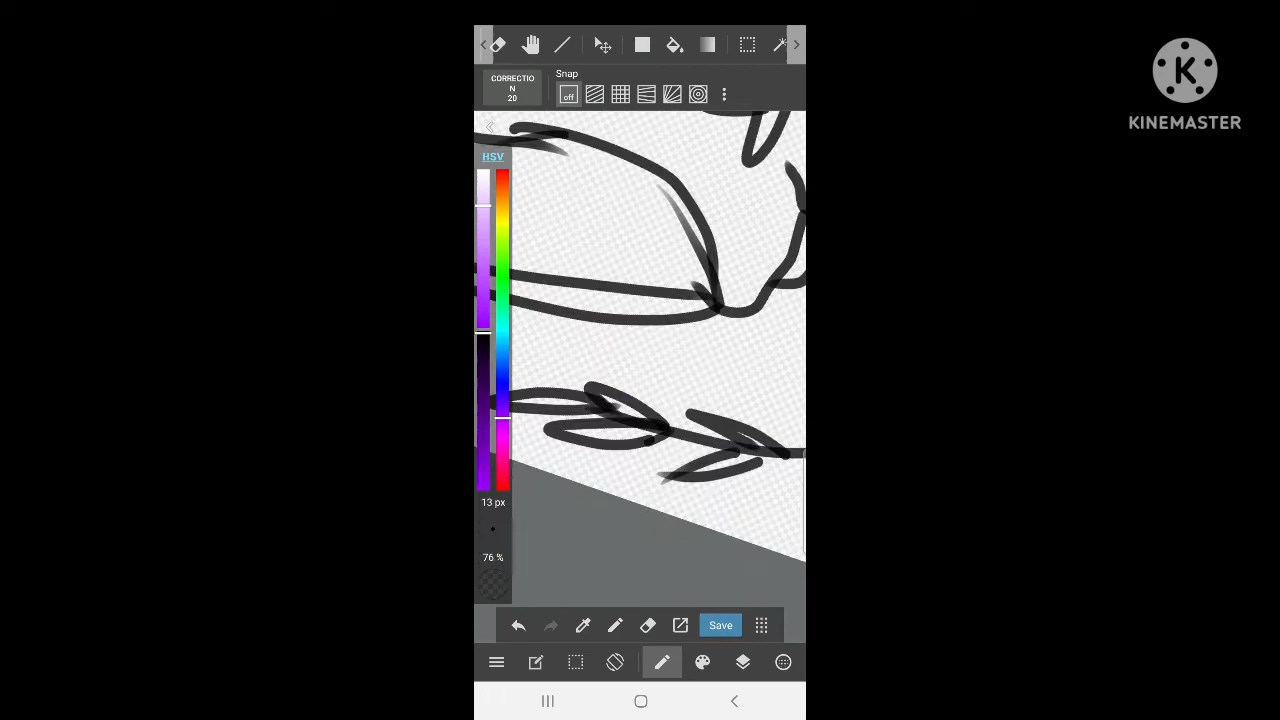 CORRECTIO
N
20
Snap
off
HSV
13 px
76 %
Save
K
KINEMASTER